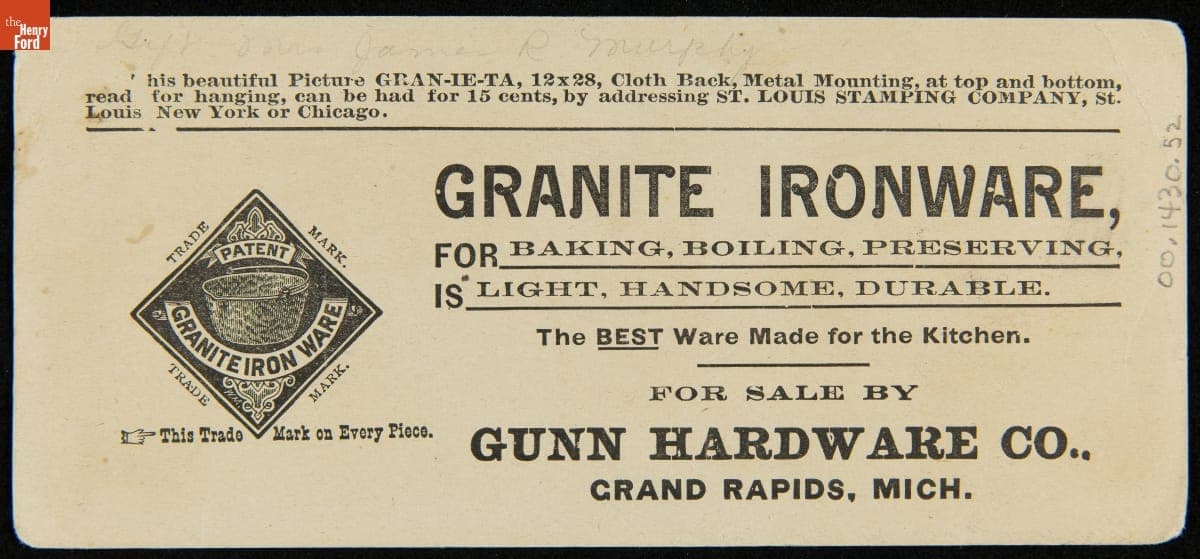 the
Henry
Ford
Gift Mrs. James R Murphy
his beautiful Picture GRAN-IE-TA, 12x28, Cloth Back, Metal Mounting, at top and bottom,
read for hanging, can be had for 15 cents, by addressing ST. LOUIS STAMPING COMPANY, St.
Louis New York or Chicago.
GRANITE IRONWARE,
FOR BAKING, BOILING, PRESERVING,
IS LIGHT, HANDSOME, DURABLE.
The BEST Ware Made for the Kitchen.
FOR SALE BY
GUNN HARDWARE CO.,
GRAND RAPIDS, MICH.
TRADE MARK.
PATENT
GRANITE IRON WARE
TRADE MARK.
This Trade Mark on Every Piece.
00.1430.52